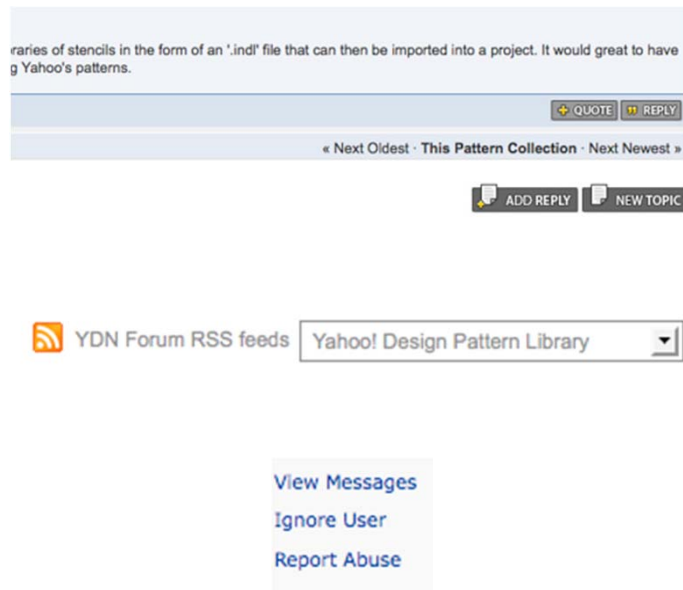 raries of stencils in the form of an '.indl' file that can then be imported into a project. It would great to have
g Yahoo's patterns.
QUOTE REPLY
« Next Oldest · This Pattern Collection · Next Newest »
ADD REPLY NEW TOPIC
YDN Forum RSS feeds Yahoo! Design Pattern Library
View Messages
Ignore User
Report Abuse